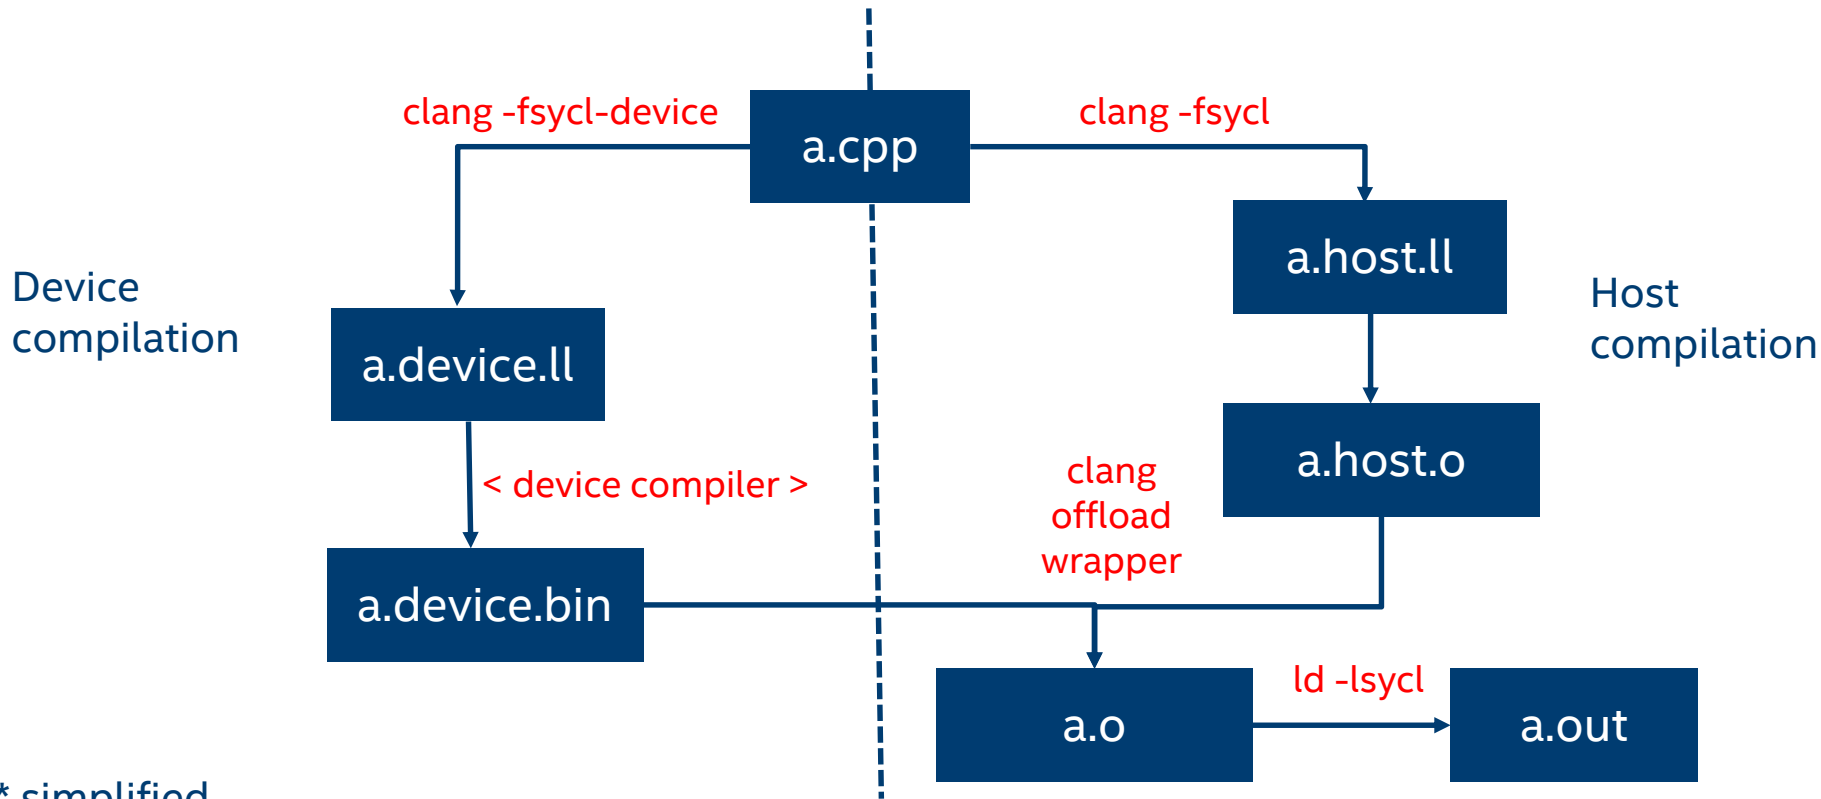 clang -fsycl-device
a.cpp
clang -fsycl
a.host.ll
Device
compilation
Host
compilation
a.device.ll
a.host.o
clang
offload
wrapper
< device compiler >
a.device.bin
ld -lsycl
a.o
a.out
* simplified